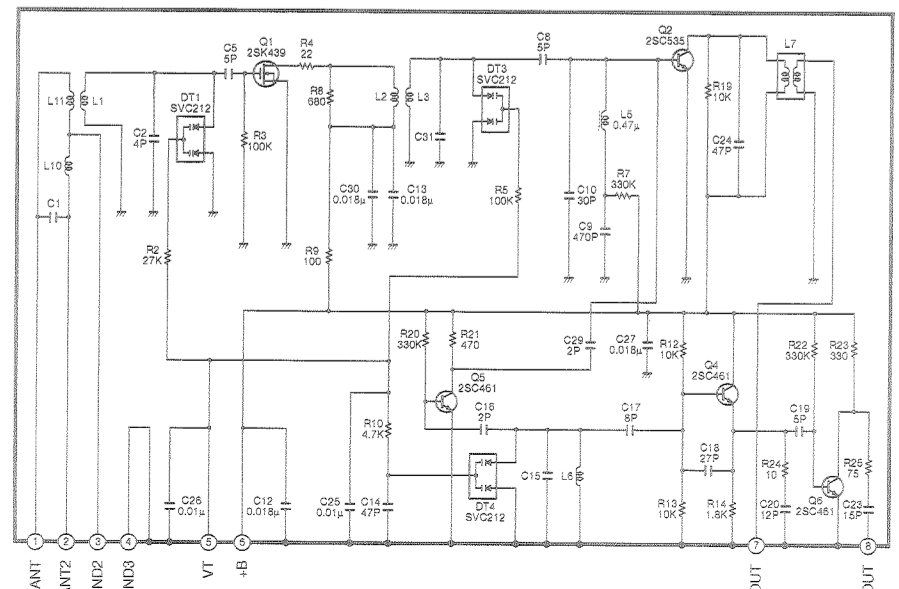 C5
5P
Q1
2SK439
R4
22
C8
5P
Q2
2SC535
L7
DT1
SVC212
R8
680
DT3
SVC212
R19
10K
L11
L1
L2
L3
C2
4P
R3
100K
C31
L5
0.47μ
C24
47P
L10
C1
C30
0.018μ
C13
0.018μ
R5
100K
C10
30P
R7
330K
C9
470P
R2
27K
R9
100
R20
330K
R21
470
C29
2P
C27
0.018μ
R12
10K
Q4
2SC461
R22
330K
R23
330
Q5
2SC461
C16
2P
C17
8P
C19
5P
R10
4.7K
C18
27P
R24
10
R25
75
C15
L6
DT4
SVC212
C26
0.01μ
C12
0.018μ
C25
0.01μ
C14
47P
R13
10K
R14
1.8K
C20
12P
Q6
2SC461
C23
15P
1
2
3
4
5
6
7
8
ANT
ANT2
ND2
ND3
VT
+B
OUT
OUT